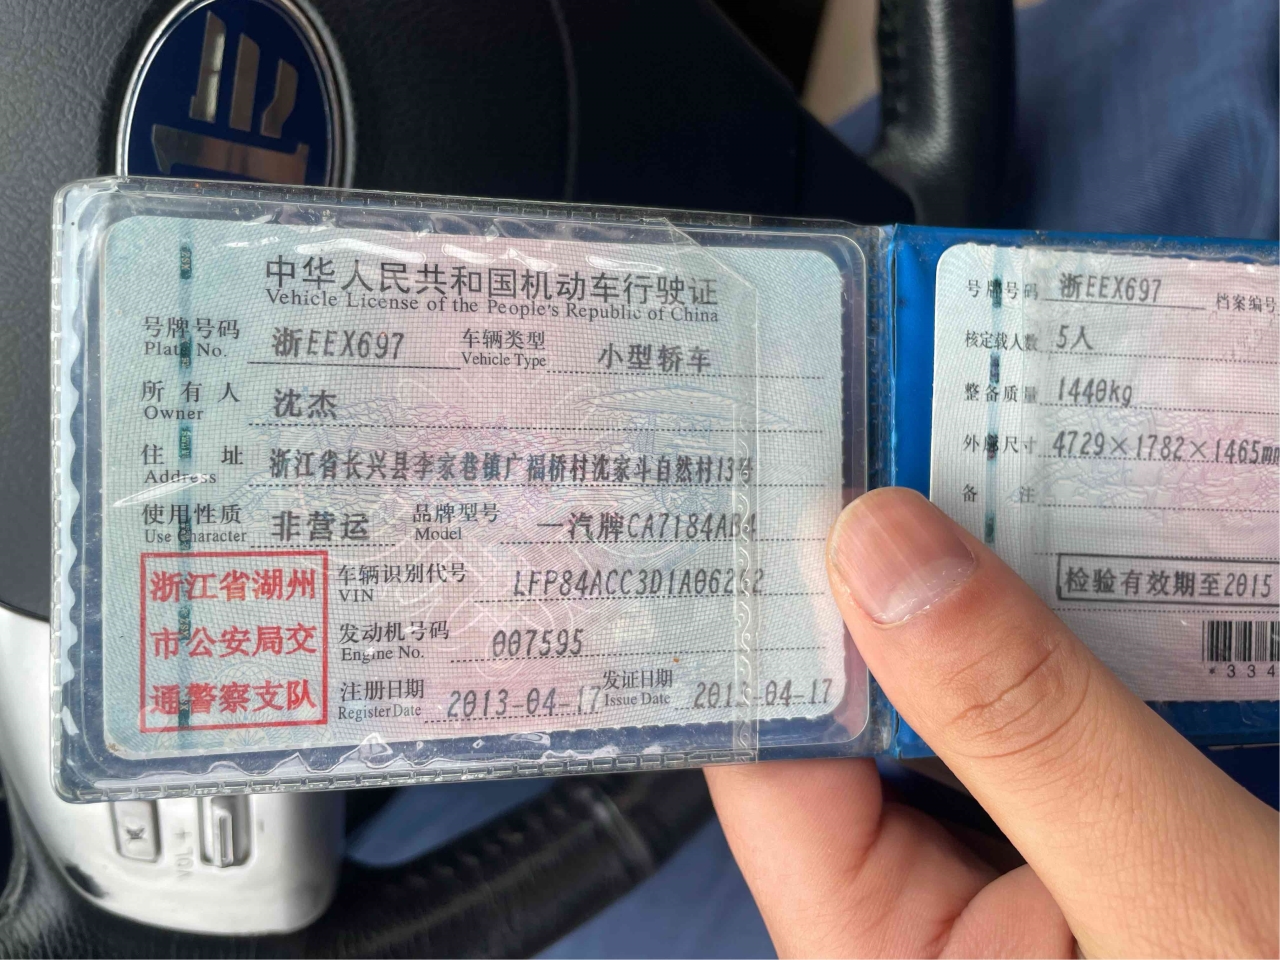 中华人民共和国机动车行驶证
Vehicle License of the People's Republic of China
号牌号码 浙EEX697 车辆类型 小型轿车
Plate No. Vehicle Type
所有人 沈杰
Owner
住址 浙江省长兴县李家巷镇广福桥村沈家斗自然村13号
Address
使用性质 非营运 品牌型号 一汽牌CA7184AB4
Use Character Model
浙江省湖州
市公安局交
通警察支队
车辆识别代号 LFP84ACC3D1A06262
VIN
发动机号码 007595
Engine No.
注册日期 2013-04-17 发证日期 2013-04-17
Register Date Issue Date
号牌号码 浙EEX697 档案编号
核定载人数 5人
整备质量 1440kg
外廓尺寸 4729×1782×1465mm
备注
检验有效期至2015
*334
VOL +